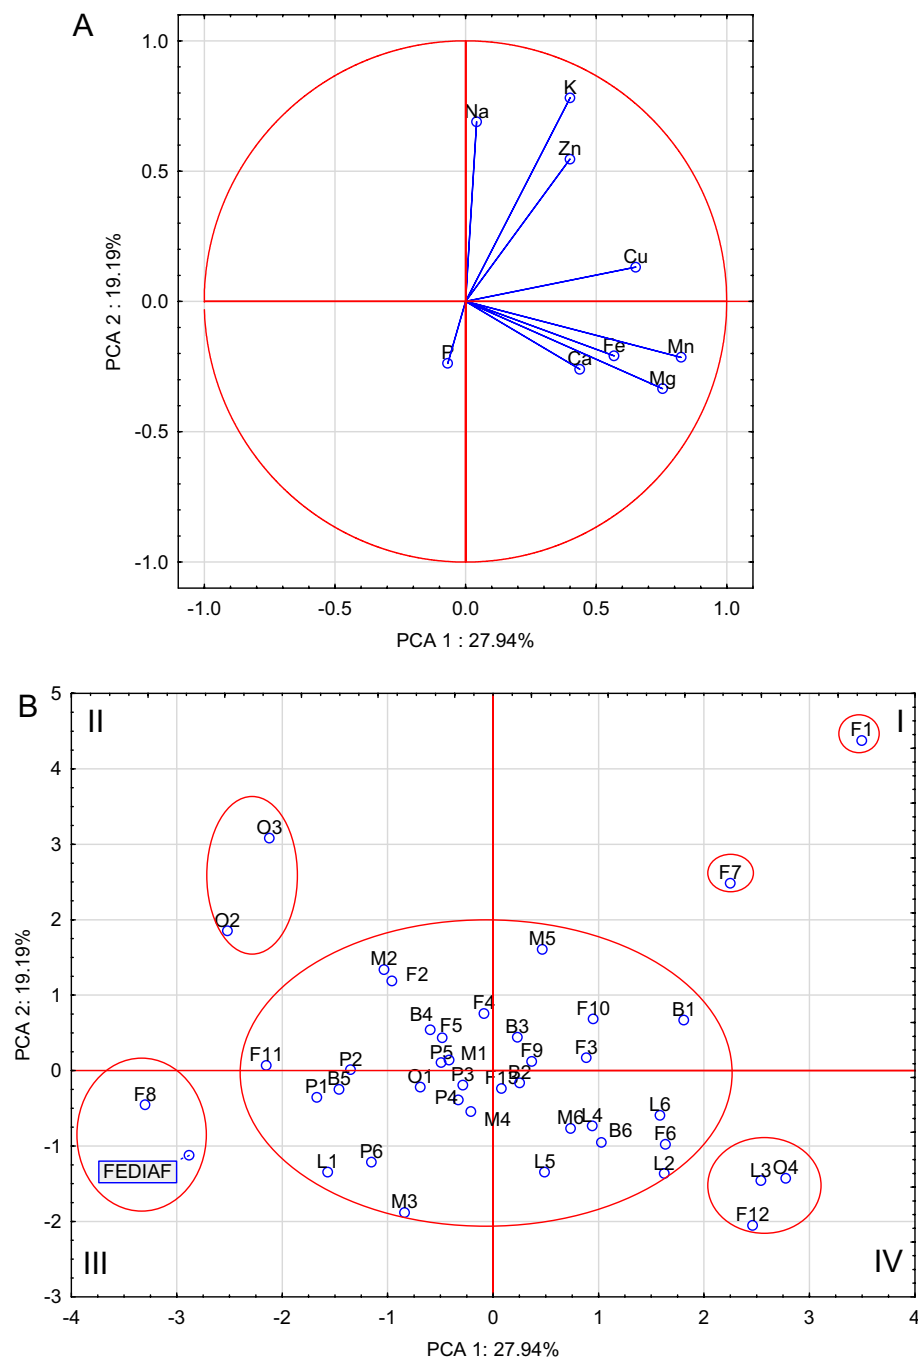 A
1.0
0.5
0.0
-0.5
-1.0
PCA 2 : 19.19%
K
Na
Zn
Cu
P
Fe
Mn
Ca
Mg
-1.0 -0.5 0.0 0.5 1.0
PCA 1 : 27.94%
B
5
4
3
2
1
0
-1
-2
-3
PCA 2: 19.19%
II
I
F1
O3
F7
O2
M5
M2
F2
F4
F10
B1
B4
F5
B3
F11
P2
P5
M1
F9
F3
P1
B5
O1
P3
B2
F8
P4
M4
M6
L4
L6
B6
F6
FEDIAF
L1
P6
L5
L2
L3
O4
M3
F12
III
IV
-4 -3 -2 -1 0 1 2 3 4
PCA 1: 27.94%